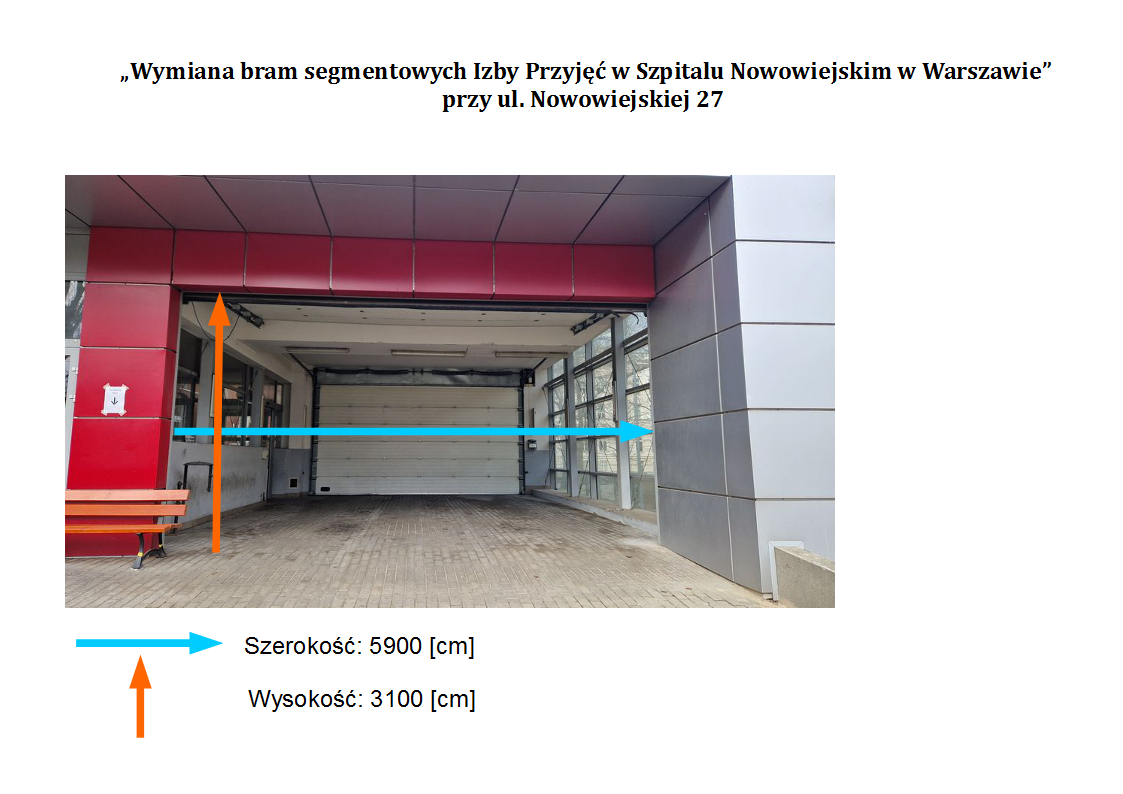 „Wymiana bram segmentowych Izby Przyjęć w Szpitalu Nowowiejskim w Warszawie”
przy ul. Nowowiejskiej 27
Szerokość: 5900 [cm]
Wysokość: 3100 [cm]